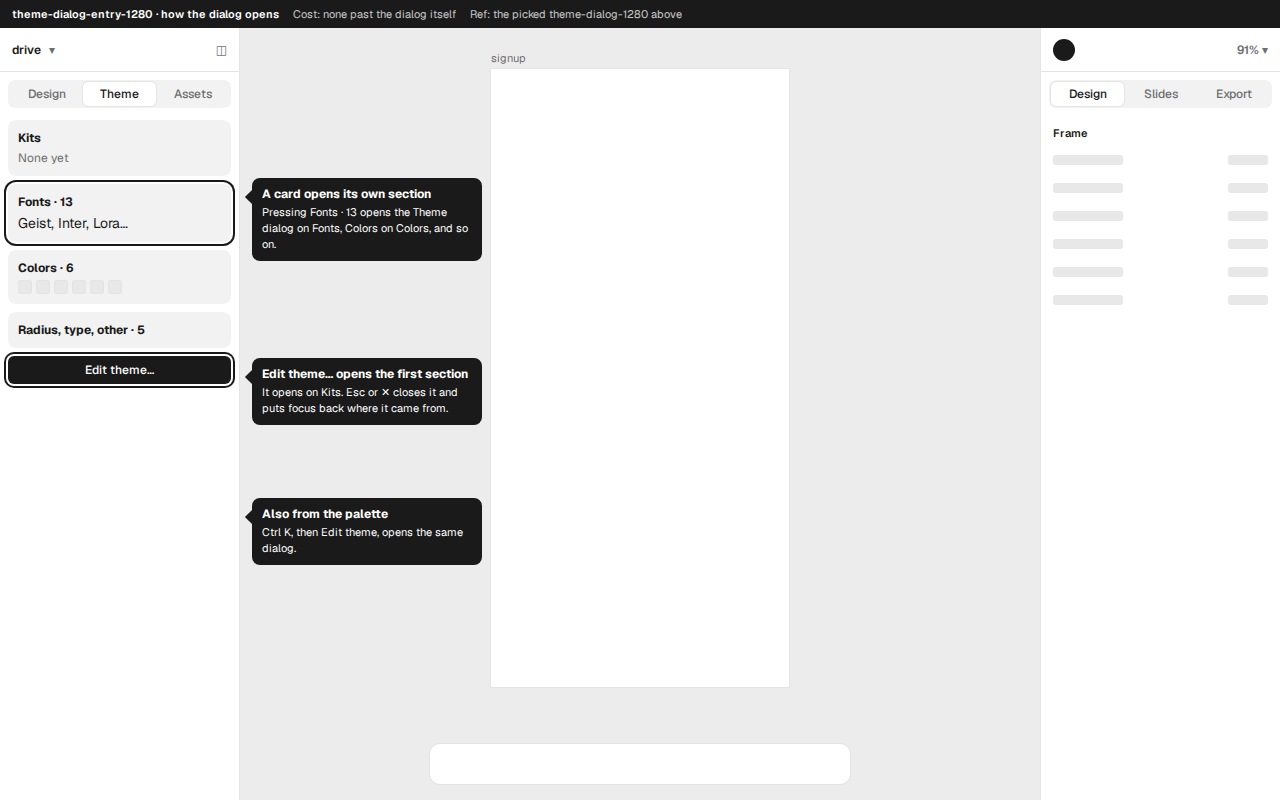 theme-dialog-entry-1280 · how the dialog opens Cost: none past the dialog itself Ref: the picked theme-dialog-1280 above
drive ▾
Design Theme Assets
Kits
None yet
Fonts · 13
Geist, Inter, Lora…
Colors · 6
Radius, type, other · 5
Edit theme…
signup
A card opens its own section
Pressing Fonts · 13 opens the Theme
dialog on Fonts, Colors on Colors, and so
on.
Edit theme… opens the first section
It opens on Kits. Esc or ✕ closes it and
puts focus back where it came from.
Also from the palette
Ctrl K, then Edit theme, opens the same
dialog.
91% ▾
Design Slides Export
Frame